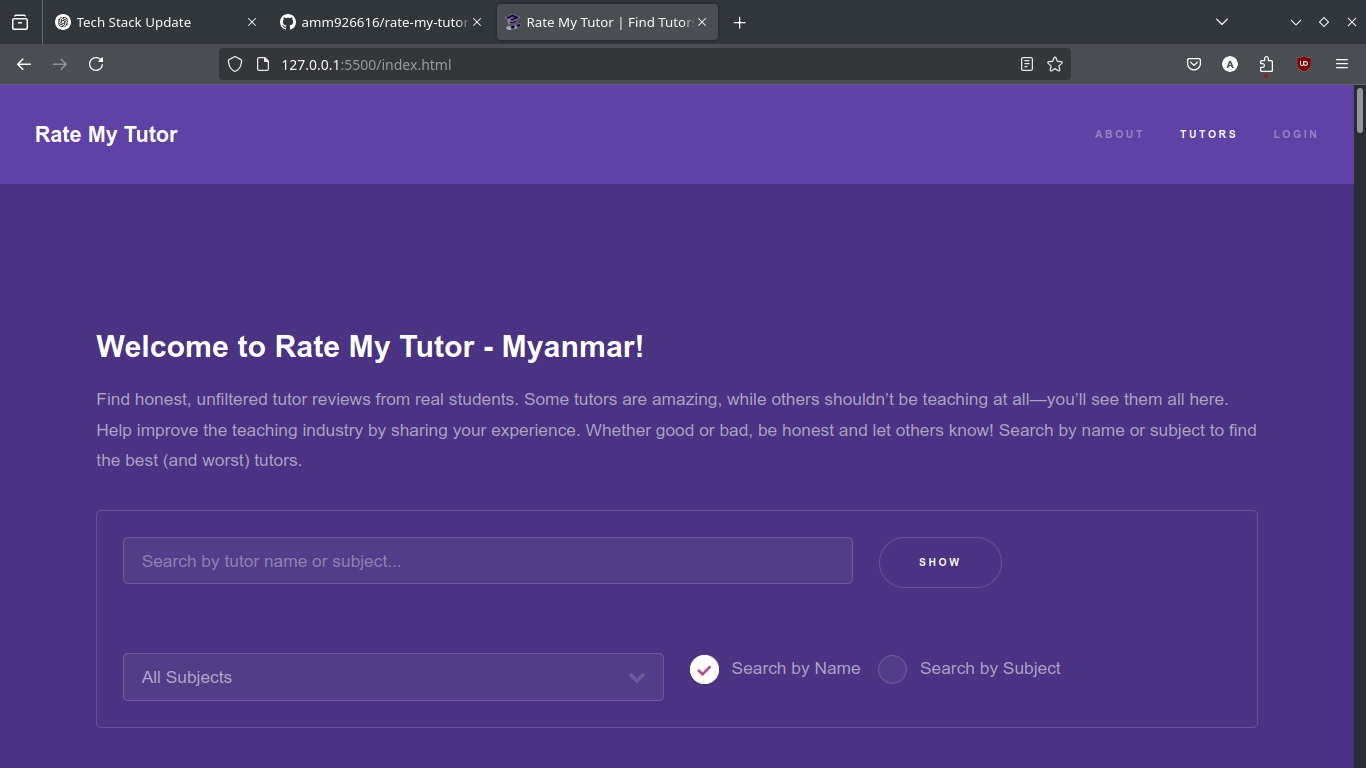 Tech Stack Update
amm926616/rate-my-tutor
Rate My Tutor | Find Tutor
127.0.0.1:5500/index.html
A
UD
Rate My Tutor
ABOUT TUTORS LOGIN
Welcome to Rate My Tutor - Myanmar!
Find honest, unfiltered tutor reviews from real students. Some tutors are amazing, while others shouldn’t be teaching at all—you’ll see them all here.
Help improve the teaching industry by sharing your experience. Whether good or bad, be honest and let others know! Search by name or subject to find
the best (and worst) tutors.
Search by tutor name or subject...
SHOW
All Subjects
Search by Name
Search by Subject